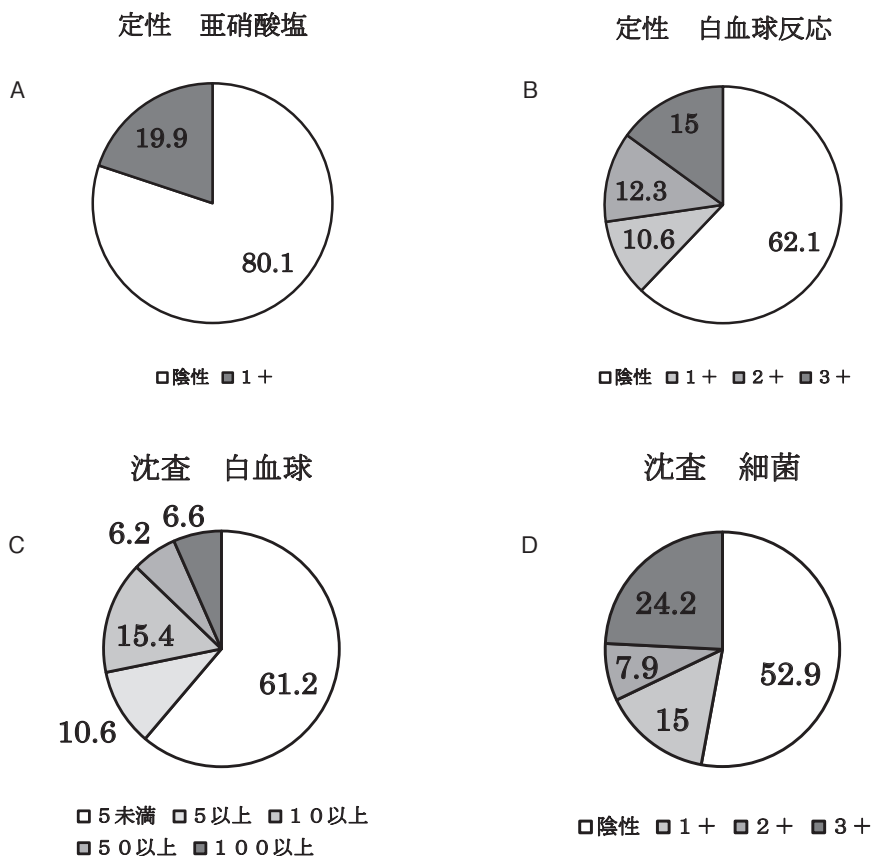 定性　亜硝酸塩
A
19.9
80.1
□陰性 ■1+
定性　白血球反応
B
15
12.3
10.6
62.1
□陰性 □1+ ■2+ ■3+
沈査　白血球
C
6.6
6.2
15.4
61.2
10.6
□5未満 □5以上 □10以上
■50以上 ■100以上
沈査　細菌
D
24.2
7.9
52.9
15
□陰性 □1+ ■2+ ■3+